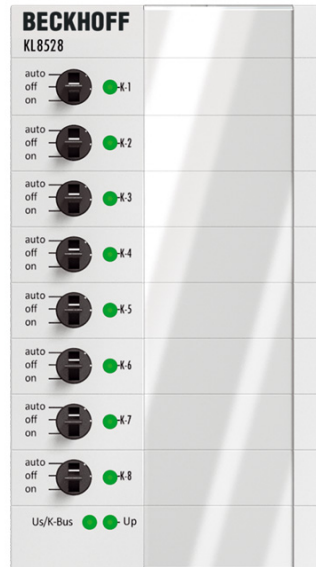 BECKHOFF
KL8528
auto
off
on
K-1
auto
off
on
K-2
auto
off
on
K-3
auto
off
on
K-4
auto
off
on
K-5
auto
off
on
K-6
auto
off
on
K-7
auto
off
on
K-8
Us/K-Bus Up